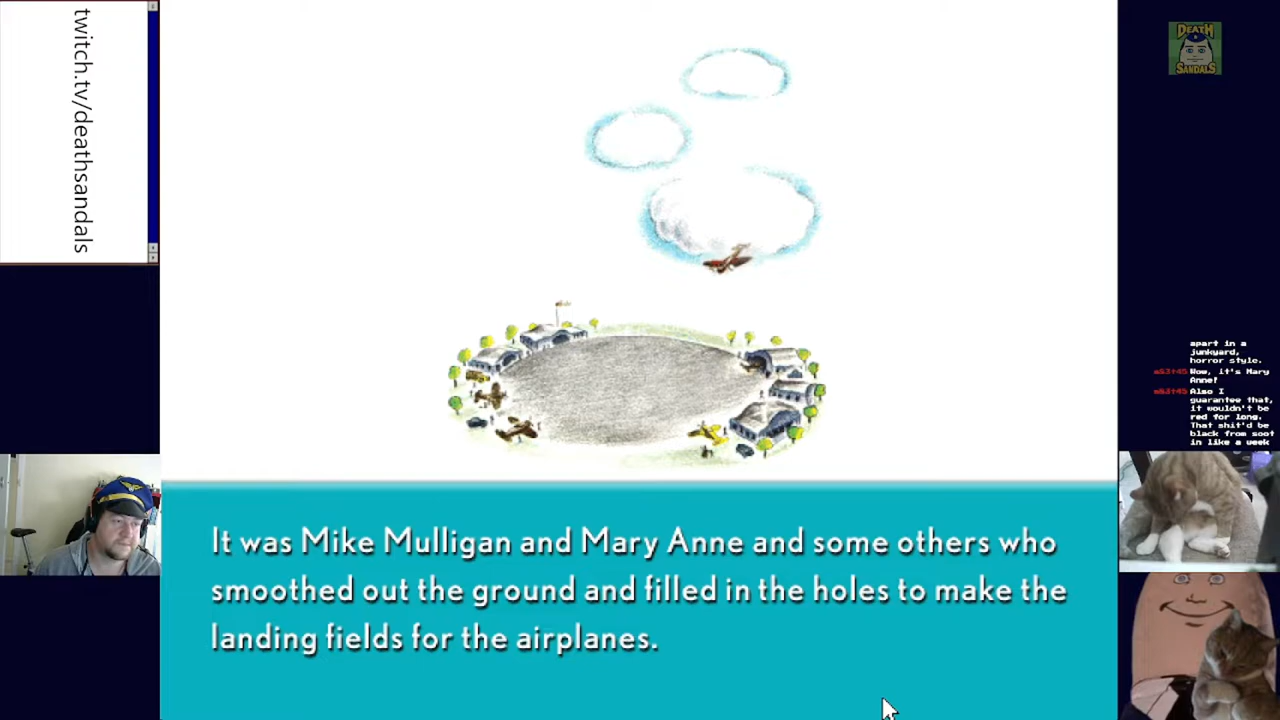 twitch.tv/deathsandals
DEATH
SANDALS
apart in a
junkyard,
horror style.
m&3t45 Wow, it's Mary
Anne!
m&3t45 Also I
guarantee that,
it wouldn't be
red for long.
That shit'd be
black from soot
in like a week
It was Mike Mulligan and Mary Anne and some others who
smoothed out the ground and filled in the holes to make the
landing fields for the airplanes.